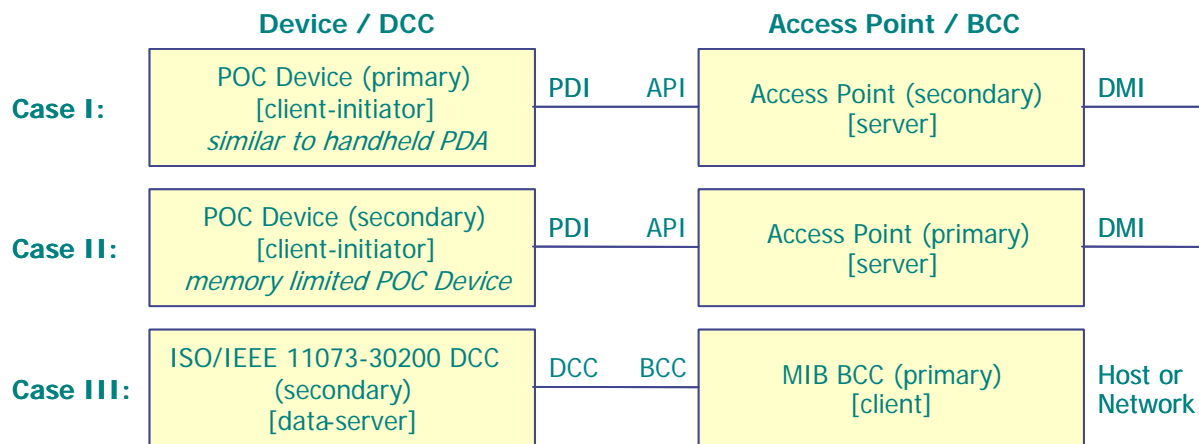 Device / DCC
Access Point / BCC
Case I:
POC Device (primary)
[client-initiator]
similar to handheld PDA
PDI
API
Access Point (secondary)
[server]
DMI
Case II:
POC Device (secondary)
[client-initiator]
memory limited POC Device
PDI
API
Access Point (primary)
[server]
DMI
Case III:
ISO/IEEE 11073-30200 DCC
(secondary)
[data-server]
DCC
BCC
MIB BCC (primary)
[client]
Host or
Network